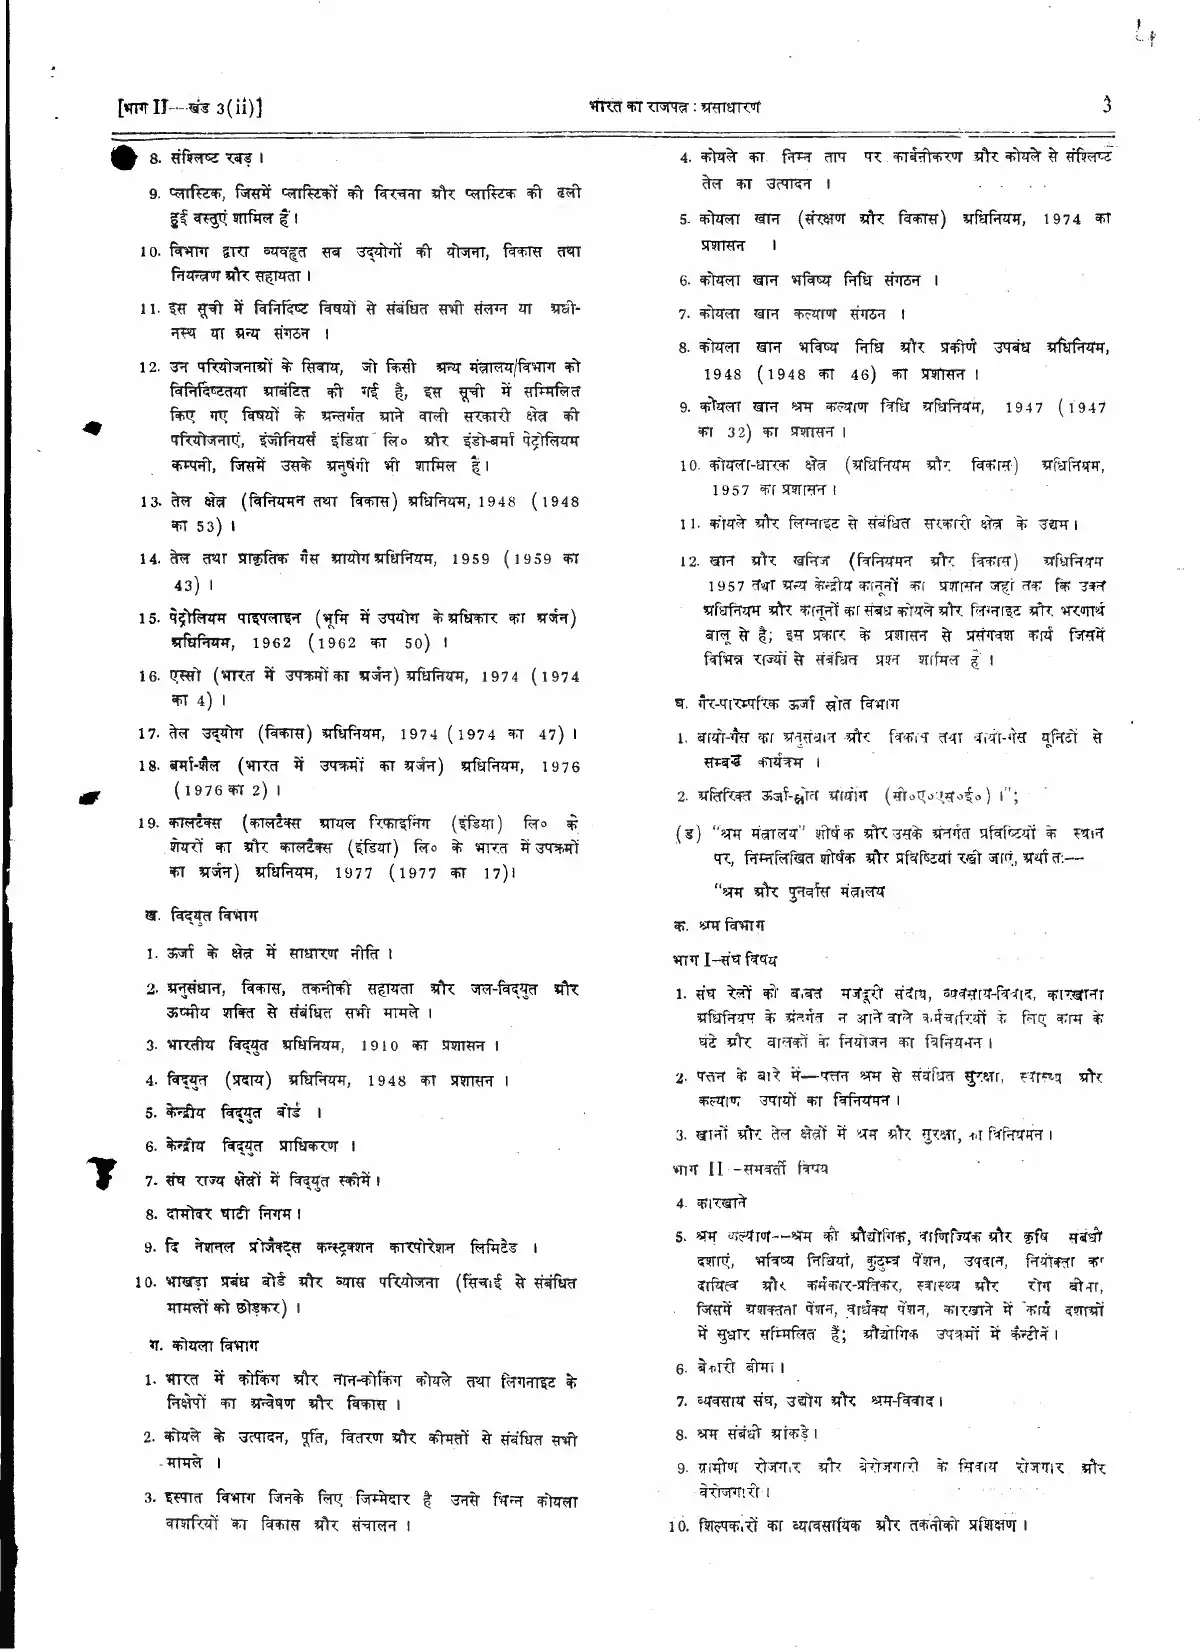 [भाग II—खंड 3(ii)]
भारत का राजपत्र : असाधारण
3
8. संश्लिष्ट रबड़ ।
9. प्लास्टिक, जिसमें प्लास्टिकों की विरचना और प्लास्टिक की ढली
हुई वस्तुएं शामिल हैं ।
10. विभाग द्वारा व्यवहृत सब उद्योगों की योजना, विकास तथा
नियन्त्रण और सहायता ।
11. इस सूची में विनिर्दिष्ट विषयों से संबंधित सभी संलग्न या अधी-
नस्थ या अन्य संगठन ।
12. उन परियोजनाओं के सिवाय, जो किसी अन्य मंत्रालय/विभाग को
विनिर्दिष्टतया आबंटित की गई है, इस सूची में सम्मिलित
किए गए विषयों के अन्तर्गत आने वाली सरकारी क्षेत्र की
परियोजनाएं, इंजीनियर्स इंडिया लि० और इंडो-बर्मा पेट्रोलियम
कम्पनी, जिसमें उसके अनुषंगी भी शामिल हैं ।
13. तेल क्षेत्र (विनियमन तथा विकास) अधिनियम, 1948 (1948
का 53) ।
14. तेल तथा प्राकृतिक गैस आयोग अधिनियम, 1959 (1959 का
43) ।
15. पेट्रोलियम पाइपलाइन (भूमि में उपयोग के अधिकार का अर्जन)
अधिनियम, 1962 (1962 का 50) ।
16. एस्सो (भारत में उपक्रमों का अर्जन) अधिनियम, 1974 (1974
का 4) ।
17. तेल उद्योग (विकास) अधिनियम, 1974 (1974 का 47) ।
18. बर्मा-शैल (भारत में उपक्रमों का अर्जन) अधिनियम, 1976
(1976 का 2) ।
19. कालटैक्स (कालटैक्स आयल रिफाइनिंग (इंडिया) लि० के
शेयरों का और कालटैक्स (इंडिया) लि० के भारत में उपक्रमों
का अर्जन) अधिनियम, 1977 (1977 का 17)।
ख. विद्युत विभाग
1. ऊर्जा के क्षेत्र में साधारण नीति ।
2. अनुसंधान, विकास, तकनीकी सहायता और जल-विद्युत और
ऊष्मीय शक्ति से संबंधित सभी मामले ।
3. भारतीय विद्युत अधिनियम, 1910 का प्रशासन ।
4. विद्युत (प्रदाय) अधिनियम, 1948 का प्रशासन ।
5. केन्द्रीय विद्युत बोर्ड ।
6. केन्द्रीय विद्युत प्राधिकरण ।
7. संघ राज्य क्षेत्रों में विद्युत स्कीमें ।
8. दामोदर घाटी निगम ।
9. दि नेशनल प्रोजैक्ट्स कन्स्ट्रक्शन कारपोरेशन लिमिटैड ।
10. भाखड़ा प्रबंध बोर्ड और व्यास परियोजना (सिंचाई से संबंधित
मामलों को छोड़कर) ।
ग. कोयला विभाग
1. भारत में कोकिंग और नान-कोकिंग कोयले तथा लिगनाइट के
निक्षेपों का अन्वेषण और विकास ।
2. कोयले के उत्पादन, पूर्ति, वितरण और कीमतों से संबंधित सभी
मामले ।
3. इस्पात विभाग जिनके लिए जिम्मेदार है उनसे भिन्न कोयला
वाशरियों का विकास और संचालन ।
4. कोयले का निम्न ताप पर कार्बनीकरण और कोयले से संश्लिष्ट
तेल का उत्पादन ।
5. कोयला खान (संरक्षण और विकास) अधिनियम, 1974 का
प्रशासन ।
6. कोयला खान भविष्य निधि संगठन ।
7. कोयला खान कल्याण संगठन ।
8. कोयला खान भविष्य निधि और प्रकीर्ण उपबंध अधिनियम,
1948 (1948 का 46) का प्रशासन ।
9. कोयला खान श्रम कल्याण निधि अधिनियम, 1947 (1947
का 32) का प्रशासन ।
10. कोयला-धारक क्षेत्र (अधिनियम और विकास) अधिनियम,
1957 का प्रशासन ।
11. कोयले और लिग्नाइट से संबंधित सरकारी क्षेत्र के उद्यम ।
12. खान और खनिज (विनियमन और विकास) अधिनियम
1957 तथा अन्य केन्द्रीय कानूनों का प्रशासन जहां तक कि उक्त
अधिनियम और कानूनों का संबंध कोयले और लिग्नाइट और भरणार्थ
बालू से है; इस प्रकार के प्रशासन से प्रसंगवश कार्य जिसमें
विभिन्न राज्यों से संबंधित प्रश्न शामिल हैं ।
घ. गैर-पारम्परिक ऊर्जा स्रोत विभाग
1. बायो-गैस का अनुसंधान और विकास तथा बायो-गैस यूनिटों से
सम्बद्ध कार्यक्रम ।
2. अतिरिक्त ऊर्जा-स्रोत आयोग (सी०ए०एस०ई०) ।";
(ड) "श्रम मंत्रालय" शीर्षक और उसके अंतर्गत प्रविष्टियों के स्थान
पर, निम्नलिखित शीर्षक और प्रविष्टियां रखी जाएं, अर्थात:—
"श्रम और पुनर्वास मंत्रालय
क. श्रम विभाग
भाग I-संघ विषय
1. संघ रेलों की बाबत मजदूरी संदाय, व्यवसाय-विवाद, कारखाना
अधिनियम के अंतर्गत न आने वाले कर्मचारियों के लिए काम के
घंटे और बालकों के नियोजन का विनियमन ।
2. पत्तन के बारे में—पत्तन श्रम से संबंधित सुरक्षा, स्वास्थ्य और
कल्याण उपायों का विनियमन ।
3. खानों और तेल क्षेत्रों में श्रम और सुरक्षा, का विनियमन ।
भाग II -समवर्ती विषय
4. कारखाने
5. श्रम कल्याण--श्रम की औद्योगिक, वाणिज्यिक और कृषि संबंधी
दशाएं, भविष्य निधियां, कुटुम्ब पेंशन, उपदान, नियोक्ता का
दायित्व और कर्मकार-प्रतिकर, स्वास्थ्य और रोग बीमा,
जिसमें अशक्तता पेंशन, वार्धक्य पेंशन, कारखाने में कार्य दशाओं
में सुधार सम्मिलित हैं; औद्योगिक उपक्रमों में कैन्टीनें ।
6. बेकारी बीमा ।
7. व्यवसाय संघ, उद्योग और श्रम-विवाद ।
8. श्रम संबंधी आंकड़े ।
9. ग्रामीण रोजगार और बेरोजगारी के सिवाय रोजगार और
बेरोजगारी ।
10. शिल्पकारों का व्यावसायिक और तकनीकी प्रशिक्षण ।